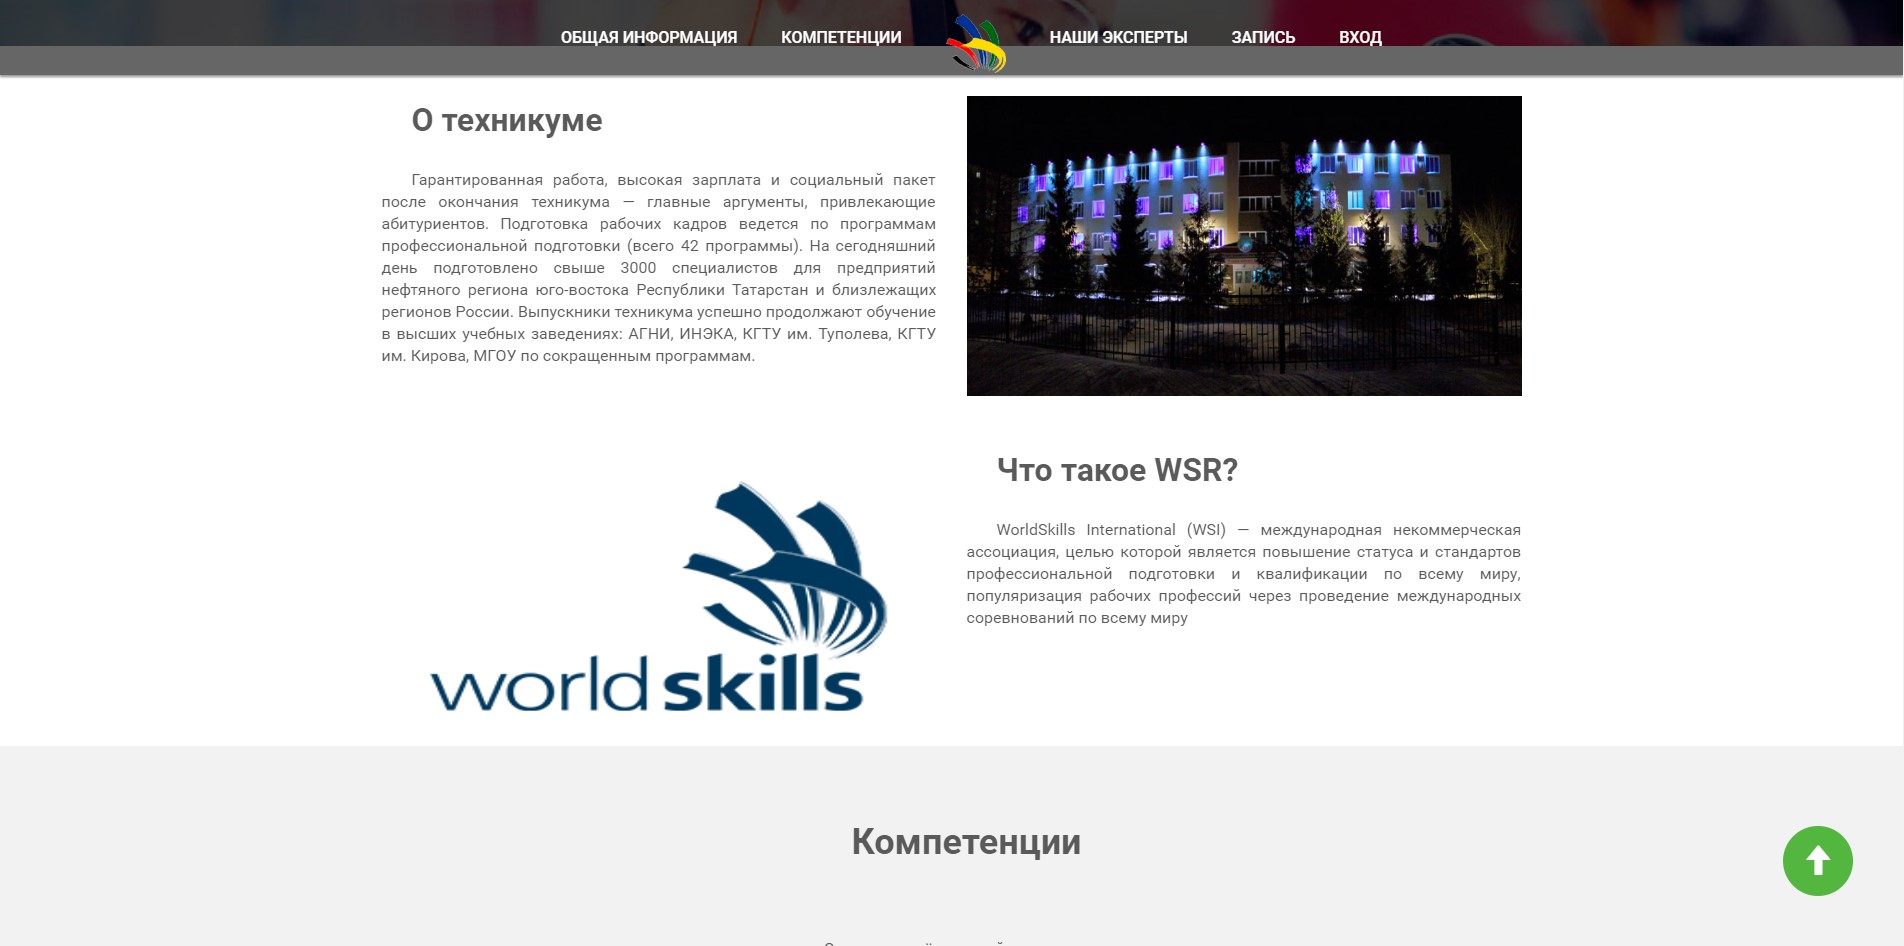 ОБЩАЯ ИНФОРМАЦИЯ КОМПЕТЕНЦИИ НАШИ ЭКСПЕРТЫ ЗАПИСЬ ВХОД
О техникуме
Гарантированная работа, высокая зарплата и социальный пакет
после окончания техникума — главные аргументы, привлекающие
абитуриентов. Подготовка рабочих кадров ведется по программам
профессиональной подготовки (всего 42 программы). На сегодняшний
день подготовлено свыше 3000 специалистов для предприятий
нефтяного региона юго-востока Республики Татарстан и близлежащих
регионов России. Выпускники техникума успешно продолжают обучение
в высших учебных заведениях: АГНИ, ИНЭКА, КГТУ им. Туполева, КГТУ
им. Кирова, МГОУ по сокращенным программам.
world skills
Что такое WSR?
WorldSkills International (WSI) — международная некоммерческая
ассоциация, целью которой является повышение статуса и стандартов
профессиональной подготовки и квалификации по всему миру,
популяризация рабочих профессий через проведение международных
соревнований по всему миру
Компетенции